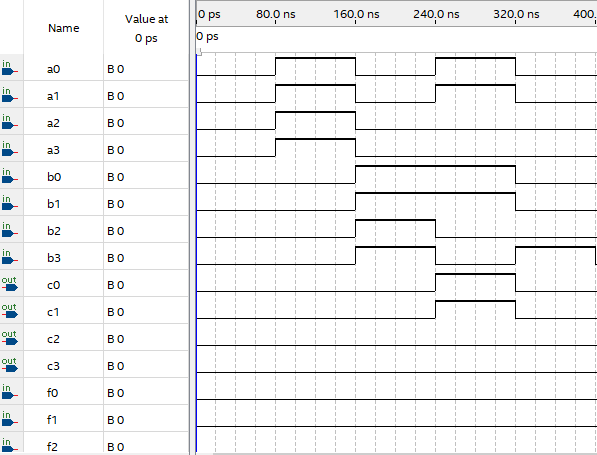 Name
Value at
0 ps
0 ps
80.0 ns
160.0 ns
240.0 ns
320.0 ns
400.
0 ps
in
a0
B 0
in
a1
B 0
in
a2
B 0
in
a3
B 0
in
b0
B 0
in
b1
B 0
in
b2
B 0
in
b3
B 0
out
c0
B 0
out
c1
B 0
out
c2
B 0
out
c3
B 0
in
f0
B 0
in
f1
B 0
in
f2
B 0